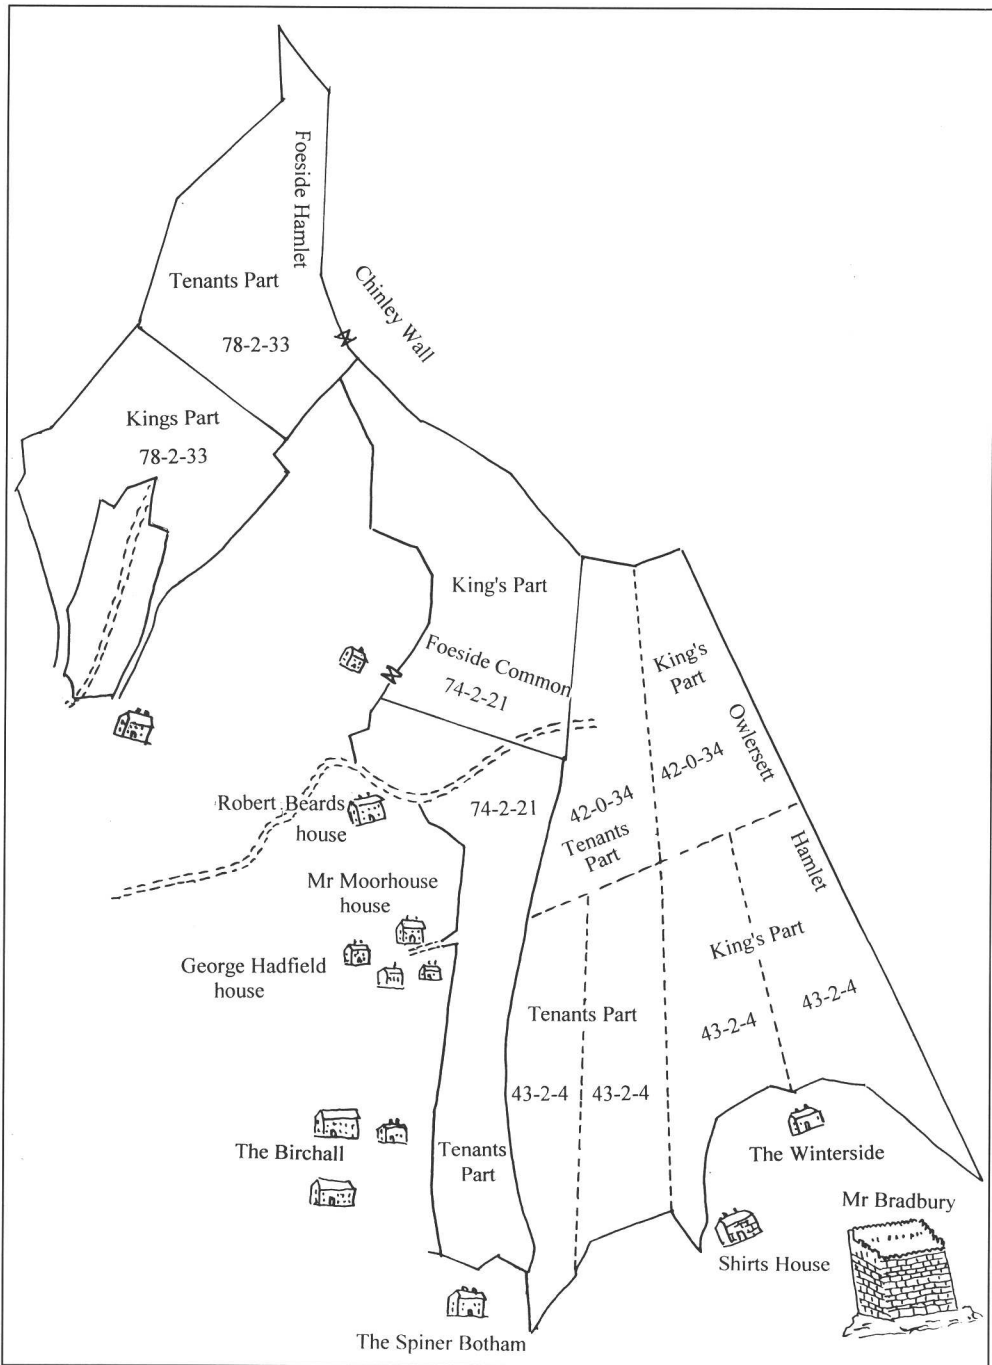 Foeside Hamlet
Tenants Part
78-2-33
Chinley Wall
Kings Part
78-2-33
King's Part
Foeside Common
74-2-21
King's
Part
42-0-34
Owlersett
Hamlet
42-0-34
Tenants
Part
74-2-21
Robert Beards
house
Mr Moorhouse
house
George Hadfield
house
King's Part
43-2-4
43-2-4
Tenants Part
43-2-4
43-2-4
The Birchall
Tenants
Part
The Winterside
Mr Bradbury
Shirts House
The Spiner Botham